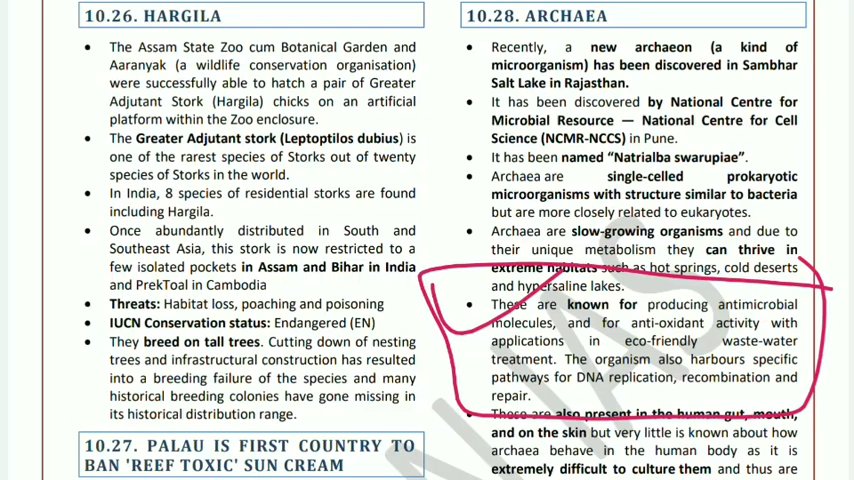 10.26. HARGILA
• The Assam State Zoo cum Botanical Garden and
Aaranyak (a wildlife conservation organisation)
were successfully able to hatch a pair of Greater
Adjutant Stork (Hargila) chicks on an artificial
platform within the Zoo enclosure.
• The Greater Adjutant stork (Leptoptilos dubius) is
one of the rarest species of Storks out of twenty
species of Storks in the world.
• In India, 8 species of residential storks are found
including Hargila.
• Once abundantly distributed in South and
Southeast Asia, this stork is now restricted to a
few isolated pockets in Assam and Bihar in India
and PrekToal in Cambodia
• Threats: Habitat loss, poaching and poisoning
• IUCN Conservation status: Endangered (EN)
• They breed on tall trees. Cutting down of nesting
trees and infrastructural construction has resulted
into a breeding failure of the species and many
historical breeding colonies have gone missing in
its historical distribution range.
10.27. PALAU IS FIRST COUNTRY TO
BAN 'REEF TOXIC' SUN CREAM
10.28. ARCHAEA
• Recently, a new archaeon (a kind of
microorganism) has been discovered in Sambhar
Salt Lake in Rajasthan.
• It has been discovered by National Centre for
Microbial Resource — National Centre for Cell
Science (NCMR-NCCS) in Pune.
• It has been named “Natrialba swarupiae”.
• Archaea are single-celled prokaryotic
microorganisms with structure similar to bacteria
but are more closely related to eukaryotes.
• Archaea are slow-growing organisms and due to
their unique metabolism they can thrive in
extreme habitats such as hot springs, cold deserts
and hypersaline lakes.
• These are known for producing antimicrobial
molecules, and for anti-oxidant activity with
applications in eco-friendly waste-water
treatment. The organism also harbours specific
pathways for DNA replication, recombination and
repair.
• These are also present in the human gut, mouth,
and on the skin but very little is known about how
archaea behave in the human body as it is
extremely difficult to culture them and thus are